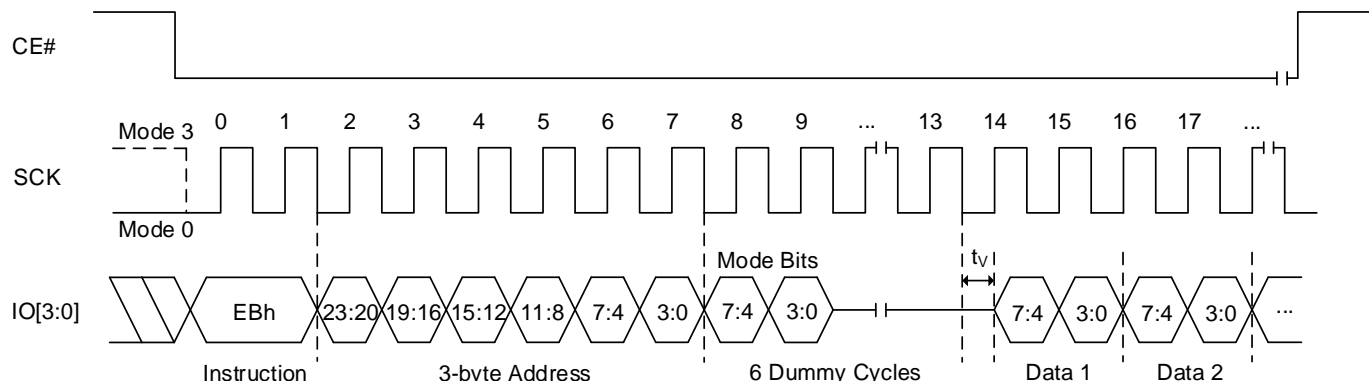 CE#
0 1 2 3 4 5 6 7 8 9 ... 13 14 15 16 17 ...
Mode 3
SCK
Mode 0
Mode Bits
tV
IO[3:0] EBh 23:20 19:16 15:12 11:8 7:4 3:0 7:4 3:0 7:4 3:0 7:4 3:0 ...
Instruction 3-byte Address 6 Dummy Cycles Data 1 Data 2